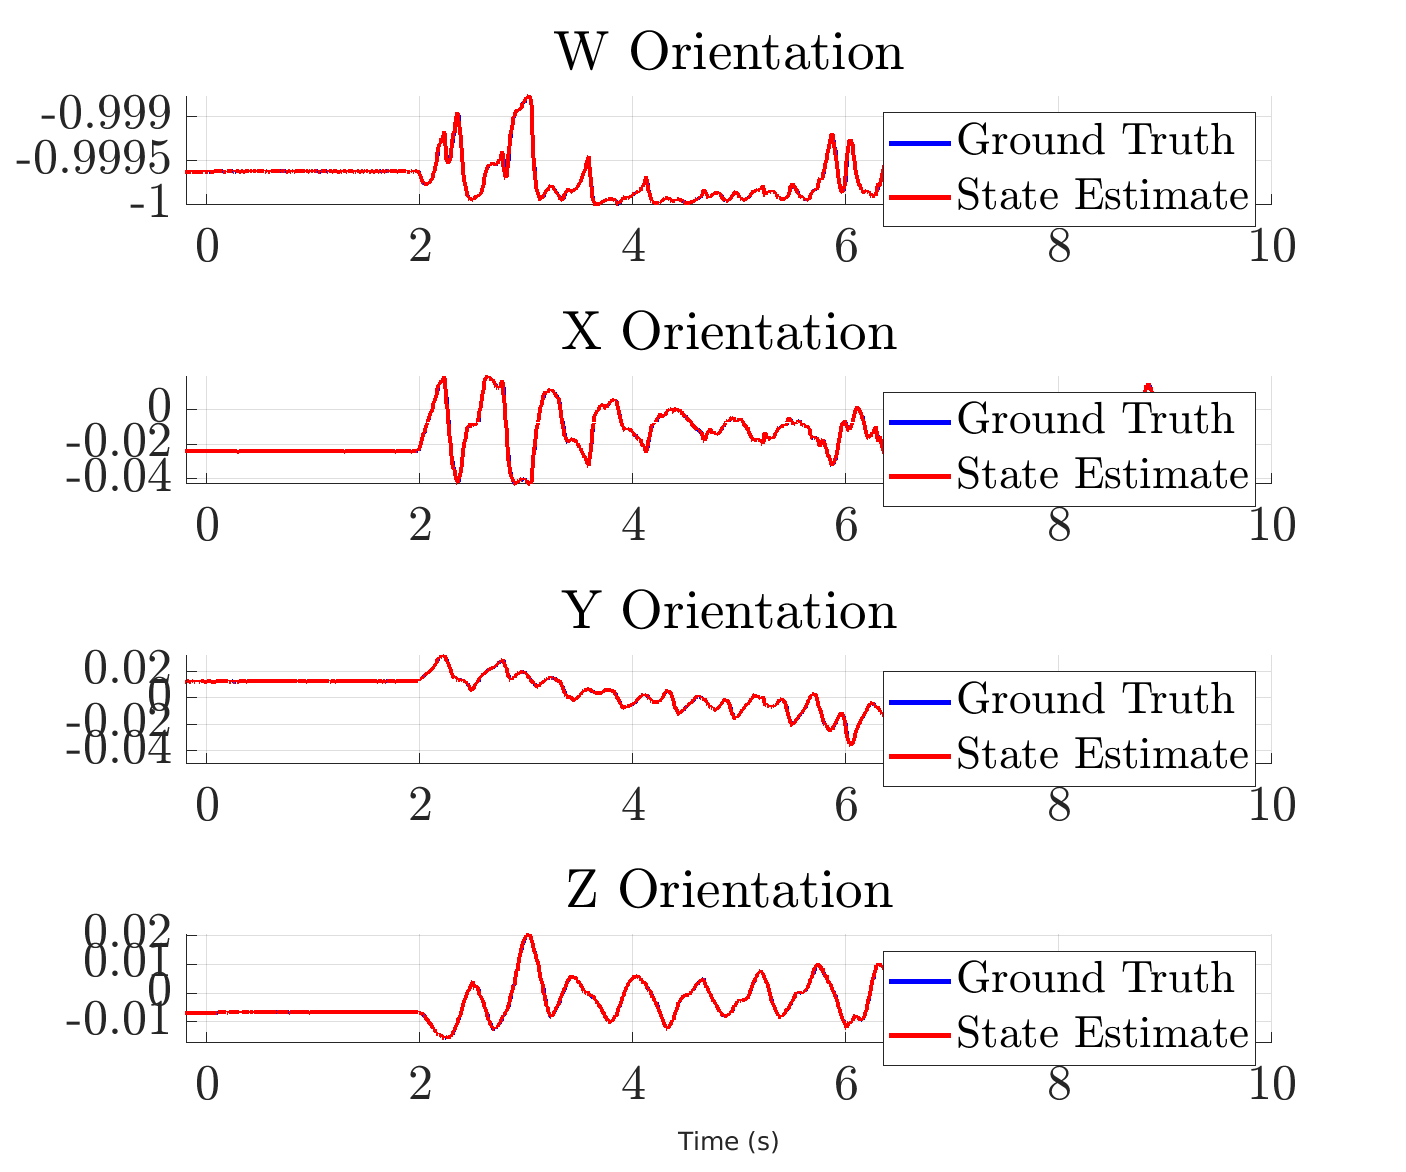 W Orientation
-0.999
-0.9995
-1
Ground Truth
State Estimate
0 2 4 6 8 10
X Orientation
0
-0.02
-0.04
Ground Truth
State Estimate
0 2 4 6 8 10
Y Orientation
0.02
0
-0.02
-0.04
Ground Truth
State Estimate
0 2 4 6 8 10
Z Orientation
0.02
0.01
0
-0.01
Ground Truth
State Estimate
0 2 4 6 8 10
Time (s)